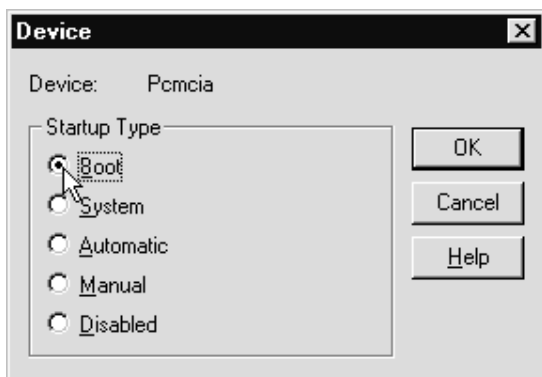 Device
Device: Pcmcia
Startup Type
Boot
System
Automatic
Manual
Disabled
OK
Cancel
Help